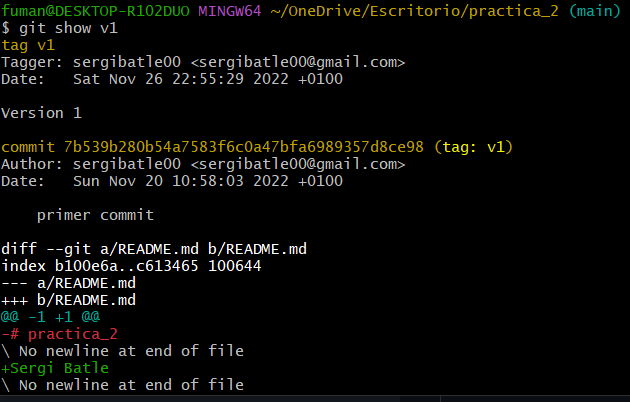 fuman@DESKTOP-R1O2DUO MINGW64 ~/OneDrive/Escritorio/practica_2 (main)
$ git show v1
tag v1
Tagger: sergibatle00 <sergibatle00@gmail.com>
Date:   Sat Nov 26 22:55:29 2022 +0100

Version 1

commit 7b539b280b54a7583f6c0a47bfa6989357d8ce98 (tag: v1)
Author: sergibatle00 <sergibatle00@gmail.com>
Date:   Sun Nov 20 10:58:03 2022 +0100

    primer commit

diff --git a/README.md b/README.md
index b100e6a..c613465 100644
--- a/README.md
+++ b/README.md
@@ -1 +1 @@
-# practica_2
\ No newline at end of file
+Sergi Batle
\ No newline at end of file